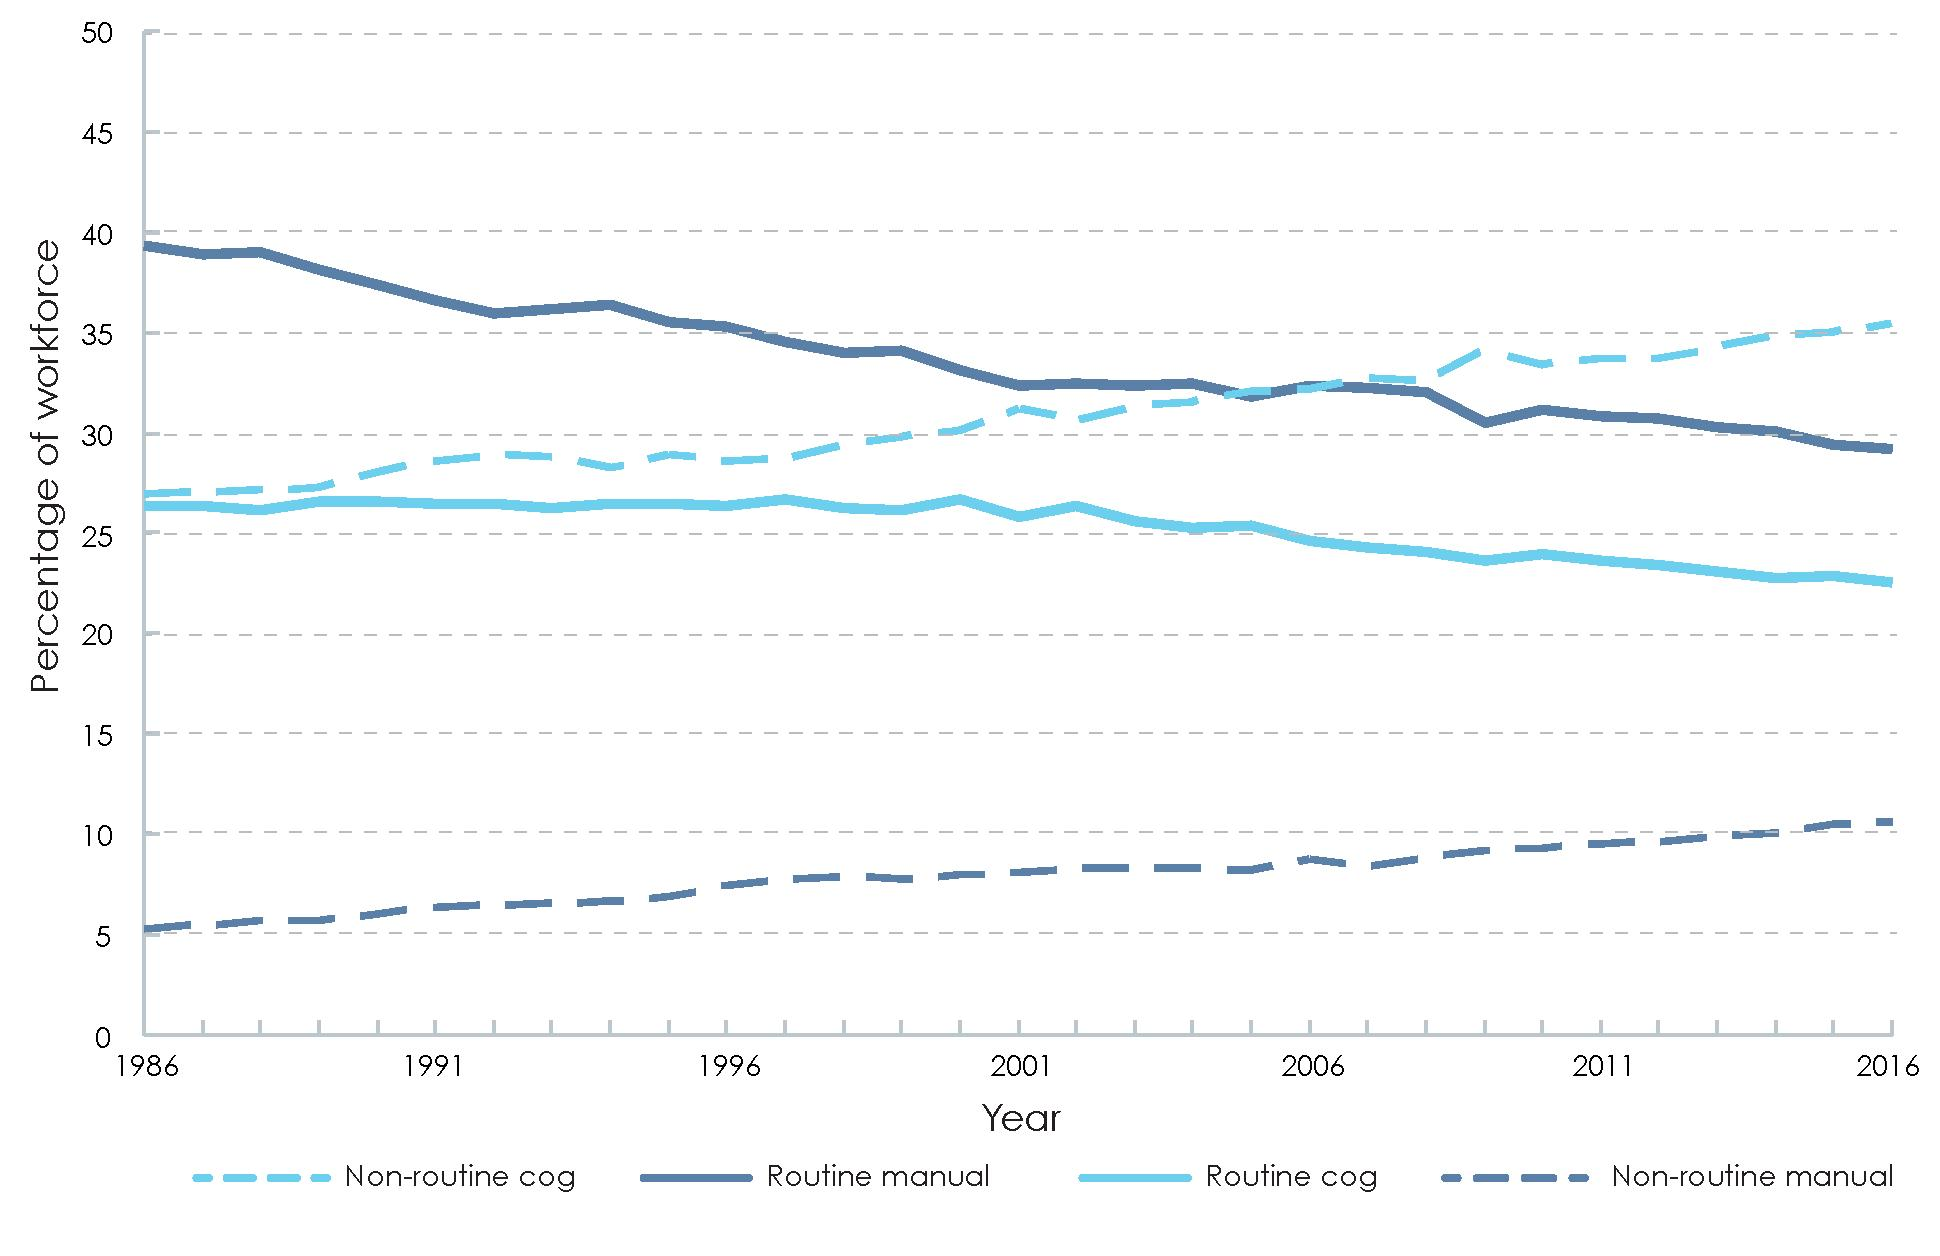 50
45
40
35
30
25
20
15
10
5
0
Percentage of workforce
1986 1991 1996 2001 2006 2011 2016
Year
Non-routine cog Routine manual Routine cog Non-routine manual